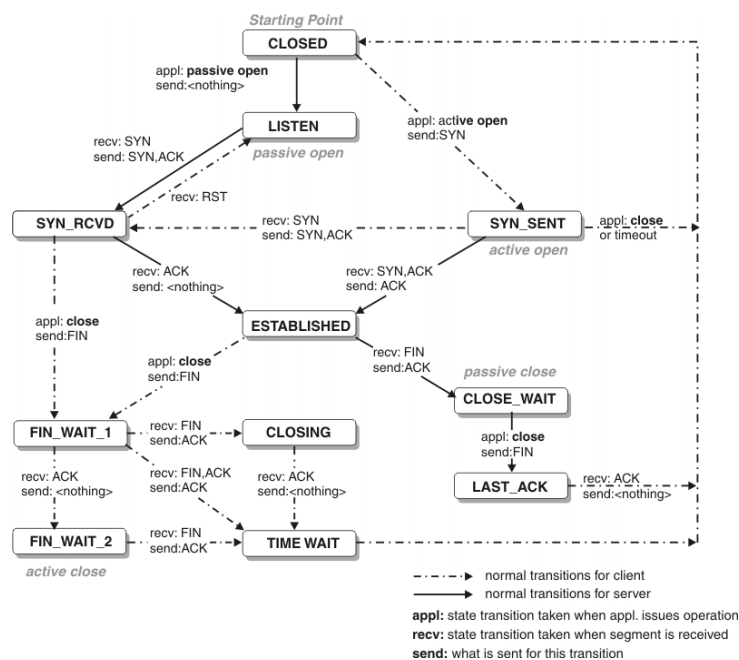 Starting Point
CLOSED
appl: passive open
send:<nothing>
LISTEN
passive open
appl: active open
send:SYN
recv: SYN
send: SYN,ACK
recv: RST
SYN_RCVD
recv: SYN
send: SYN,ACK
SYN_SENT
active open
appl: close
or timeout
recv: ACK
send: <nothing>
recv: SYN,ACK
send: ACK
appl: close
send:FIN
ESTABLISHED
appl: close
send:FIN
recv: FIN
send:ACK
passive close
CLOSE_WAIT
FIN_WAIT_1
recv: FIN
send:ACK
CLOSING
appl: close
send:FIN
recv: ACK
send: <nothing>
recv: FIN,ACK
send:ACK
recv: ACK
send:<nothing>
LAST_ACK
recv: ACK
send:<nothing>
FIN_WAIT_2
recv: FIN
send:ACK
TIME WAIT
active close
normal transitions for client
normal transitions for server
appl: state transition taken when appl. issues operation
recv: state transition taken when segment is received
send: what is sent for this transition